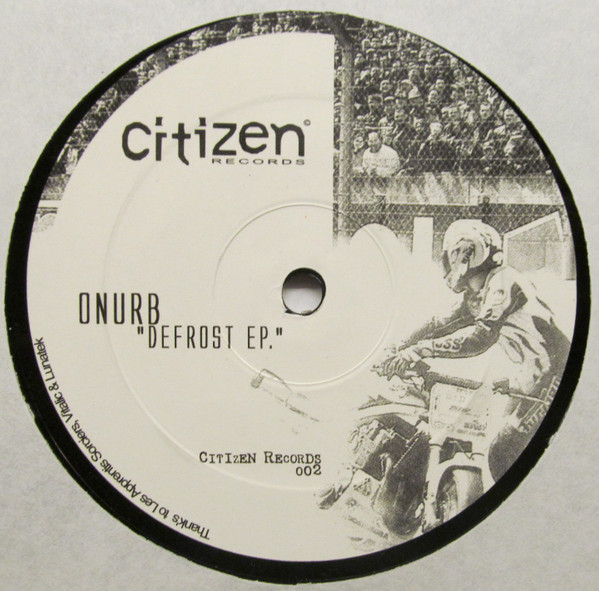 citizen©
RECORDS
ONURB
"DEFROST EP."
CITIZEN RECORDS
002
Thank's to Les Apprentis Sorciers, Vitalic & Lunatek